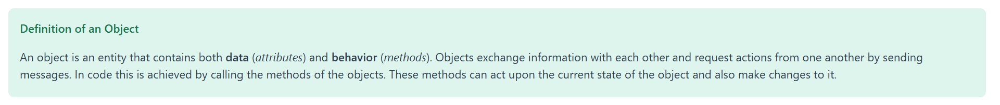 Definition of an Object
An object is an entity that contains both data (attributes) and behavior (methods). Objects exchange information with each other and request actions from one another by sending
messages. In code this is achieved by calling the methods of the objects. These methods can act upon the current state of the object and also make changes to it.